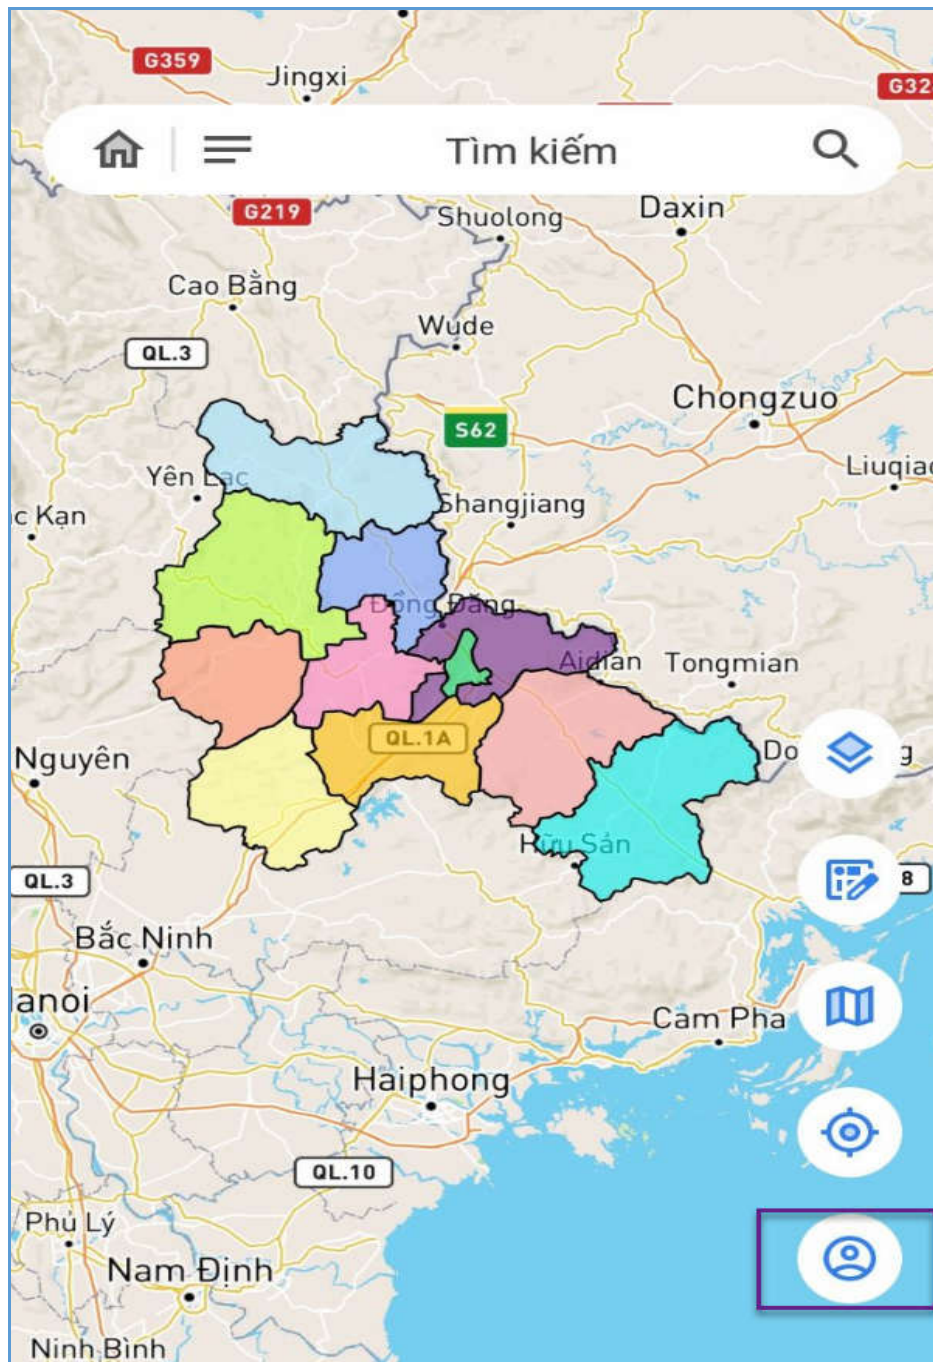 G359
Jingxi
G32
Tìm kiếm
G219
Shuolong
Daxin
Cao Bằng
Wude
QL.3
Chongzuo
S62
Liuqiao
Yên Lạc
Shangjiang
c Kạn
Đồng Đăng
Aidian
Tongmian
QL.1A
Do
g
Nguyên
Hữu Sản
QL.3
8
Bắc Ninh
Hanoi
Cam Pha
Haiphong
QL.10
Phủ Lý
Nam Định
Ninh Bình